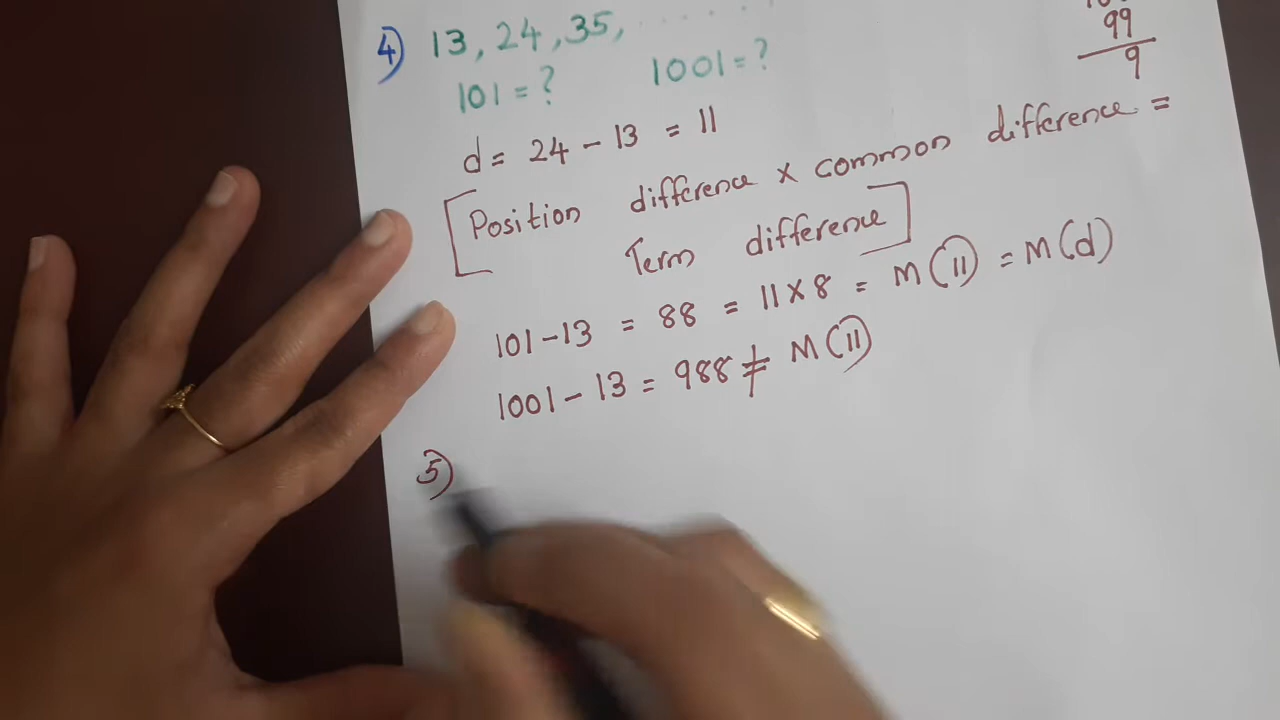 4) 13, 24, 35, . . . . . .
101 = ? 1001 = ?
99
9
d = 24 - 13 = 11
[Position difference x common difference =
Term difference]
101 - 13 = 88 = 11 x 8 = M(11) = M(d)
1001 - 13 = 988 ≠ M(11)
5)